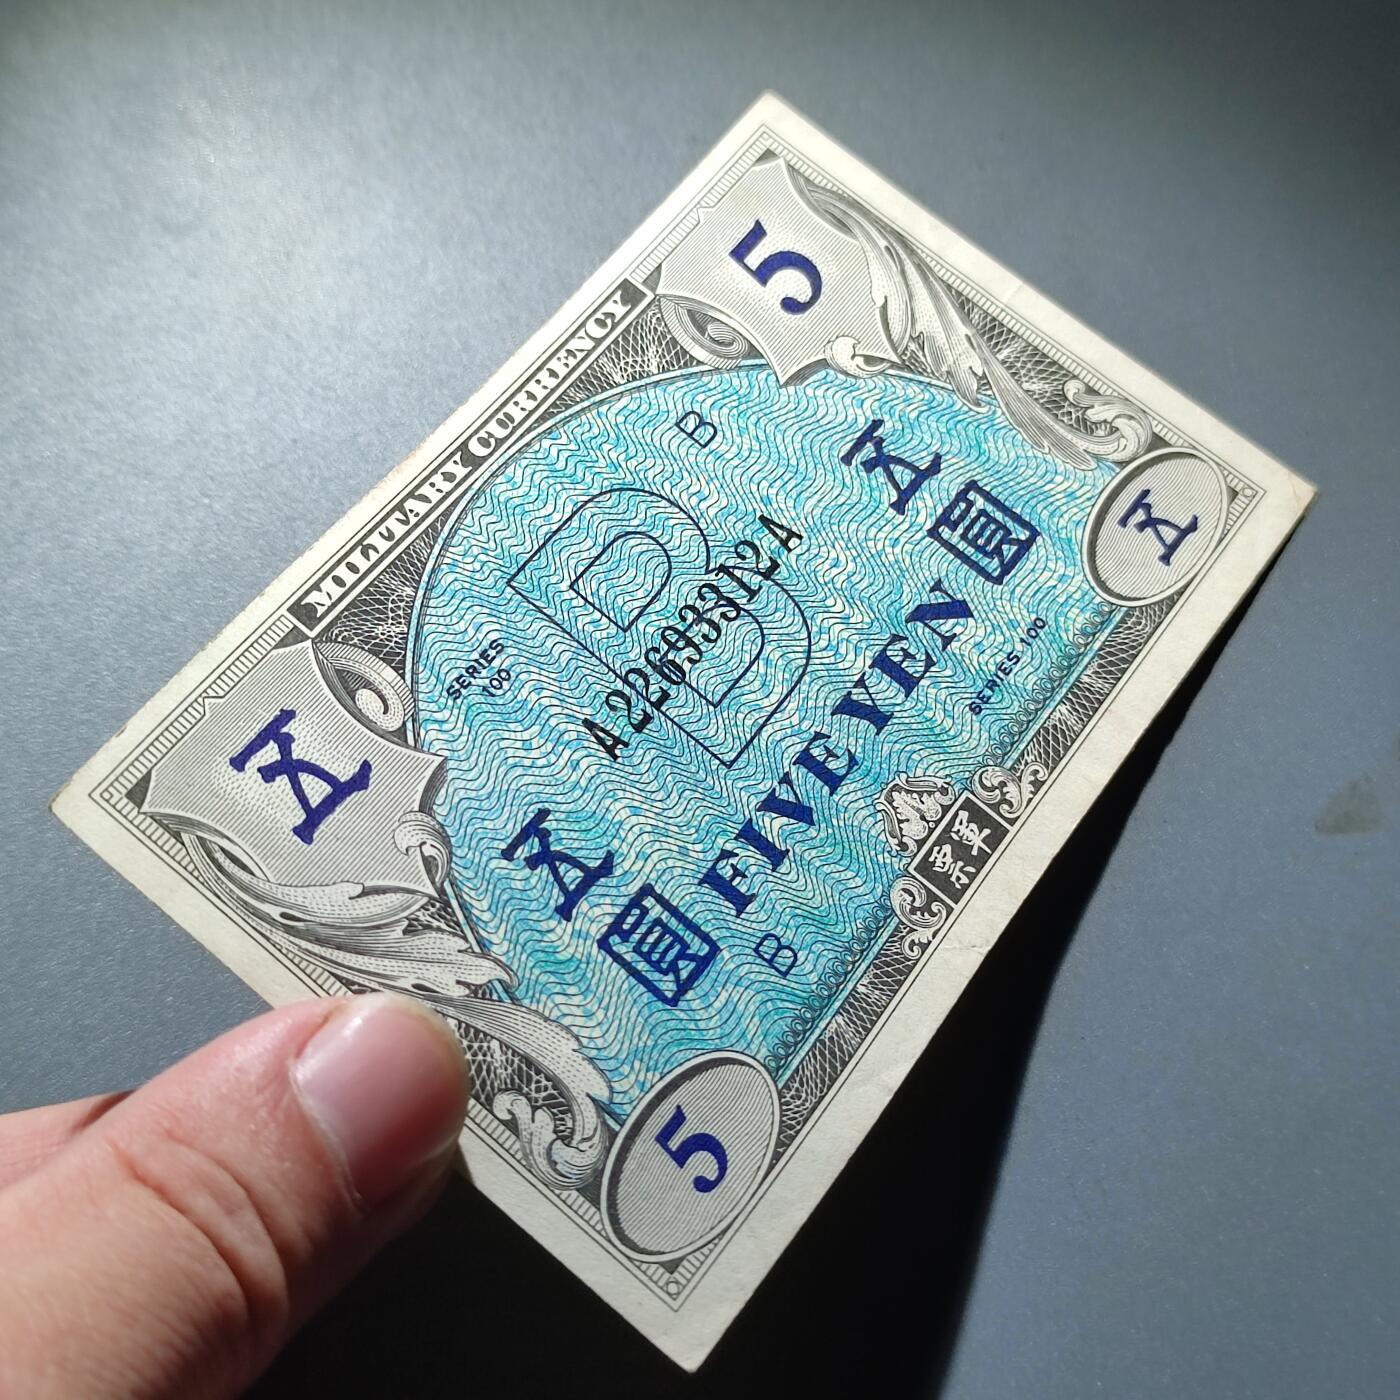 MILITARY CURRENCY
五
5
B
SERIES
100
B
A22693312A
五圓
五圓
FIVE YEN
B
SERIES 100
5
五
軍票